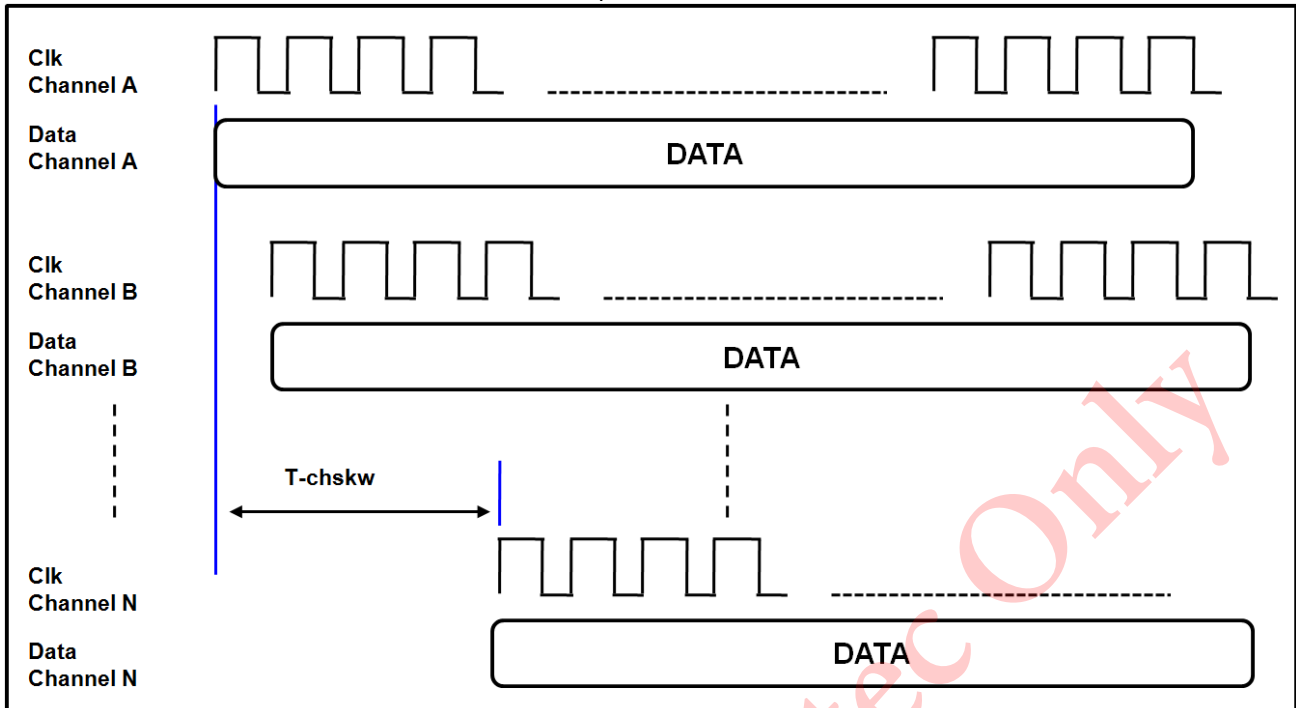 Clk
Channel A
Data
Channel A
DATA
Clk
Channel B
Data
Channel B
DATA
T-chskw
Clk
Channel N
Data
Channel N
DATA
tec Only